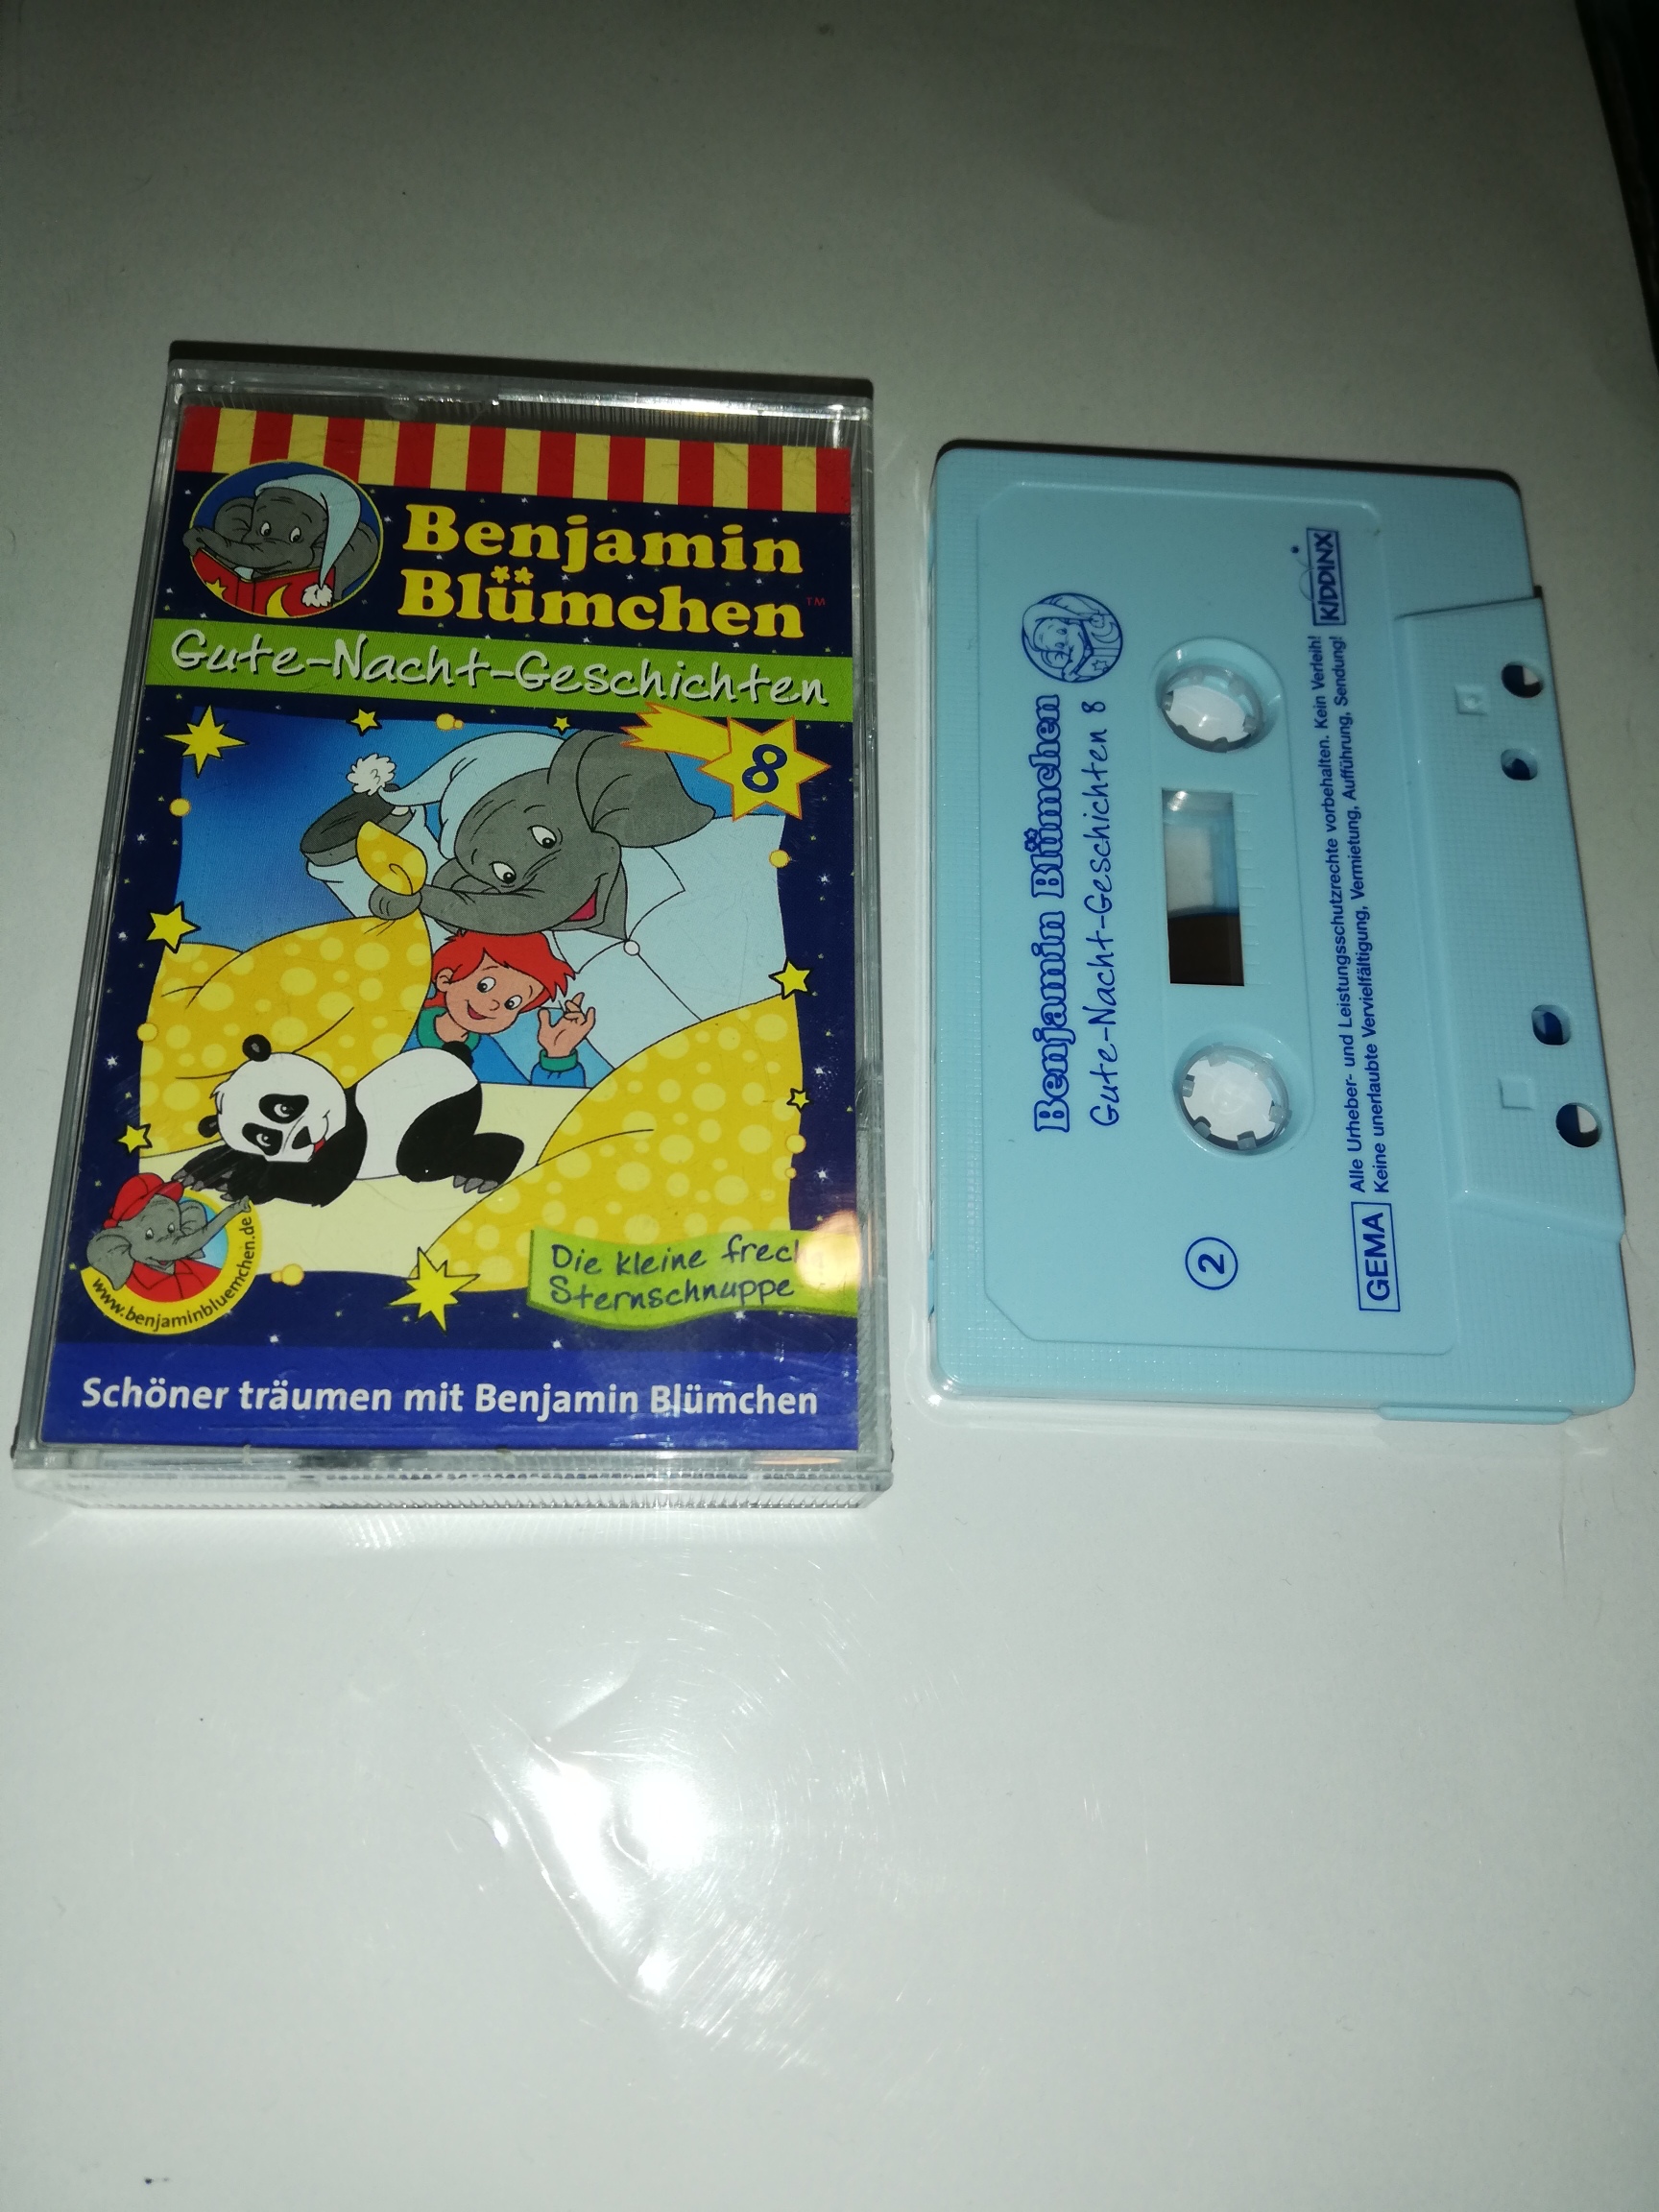 Benjamin
Blümchen™
Gute-Nacht-Geschichten
8
Die kleine
Sternschnuppe
www.benjaminbluemchen.de
Schöner träumen mit Benjamin Blümchen
Benjamin Blümchen
Gute-Nacht-Geschichten 8
2
GEMA
Alle Urheber- und Leistungsschutzrechte vorbehalten. Kein Verleih!
Keine unerlaubte Vervielfältigung, Vermietung, Aufführung, Sendung!
KIDDINX